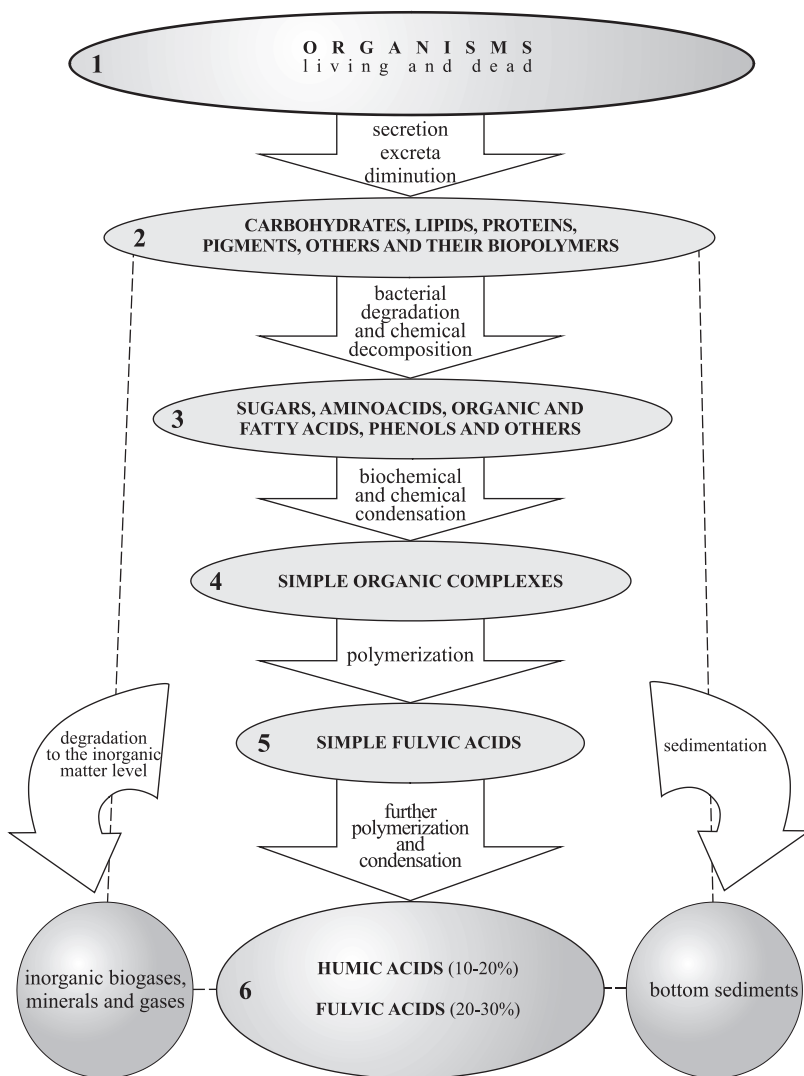 1
ORGANISMS
living and dead
secretion
excreta
diminution
2
CARBOHYDRATES, LIPIDS, PROTEINS,
PIGMENTS, OTHERS AND THEIR BIOPOLYMERS
bacterial
degradation
and chemical
decomposition
3
SUGARS, AMINOACIDS, ORGANIC AND
FATTY ACIDS, PHENOLS AND OTHERS
biochemical
and chemical
condensation
4
SIMPLE ORGANIC COMPLEXES
polymerization
5
SIMPLE FULVIC ACIDS
degradation
to the inorganic
matter level
sedimentation
further
polymerization
and
condensation
inorganic biogases,
minerals and gases
6
HUMIC ACIDS (10-20%)
FULVIC ACIDS (20-30%)
bottom sediments